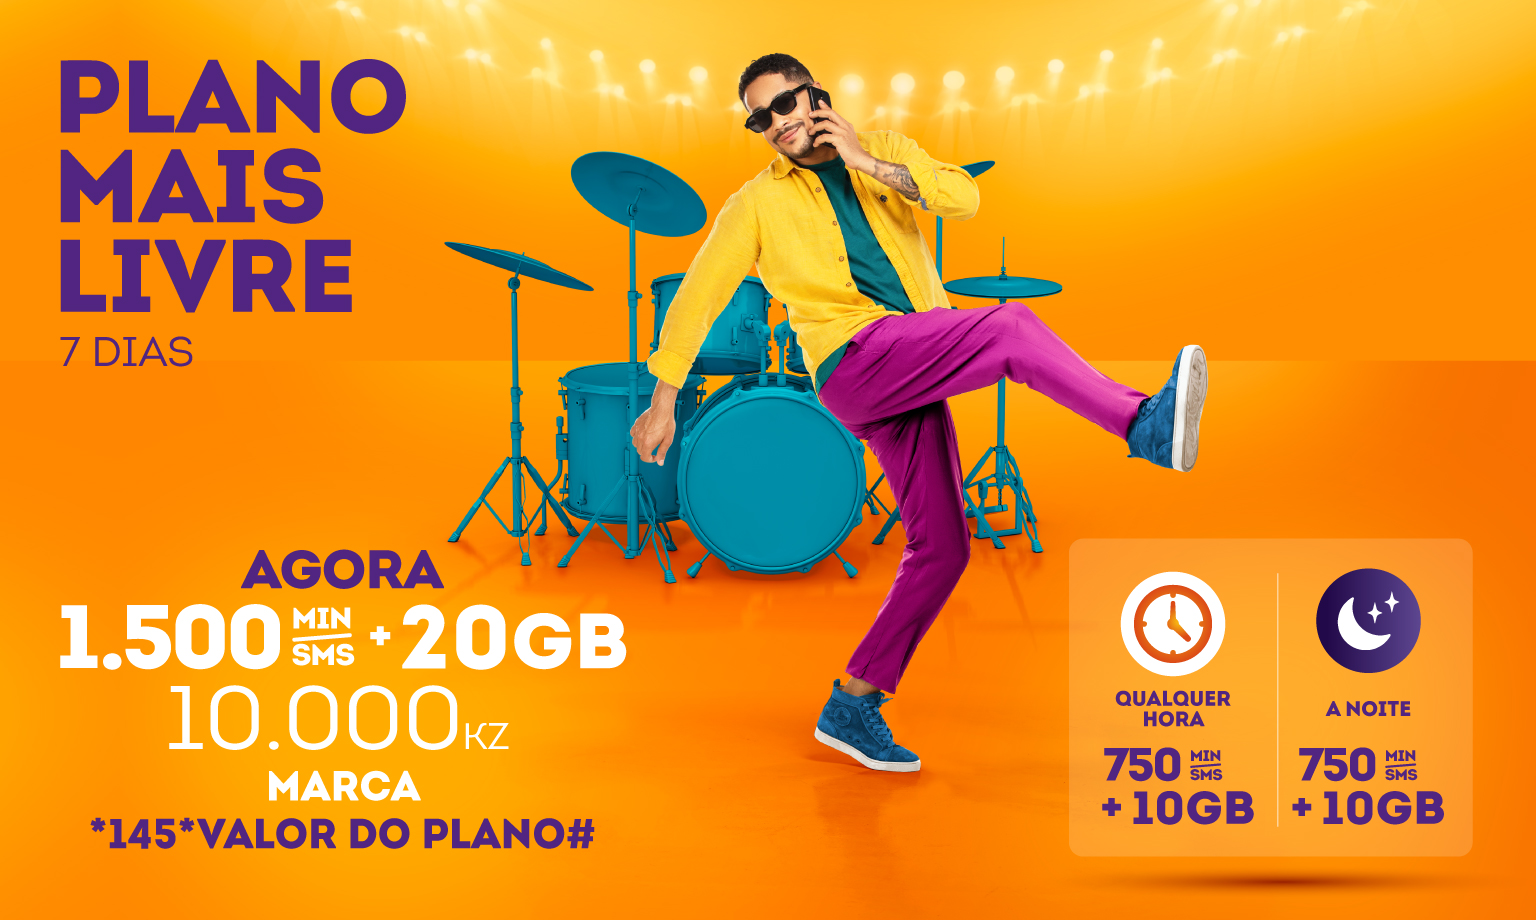 PLANO
MAIS
LIVRE
7 DIAS
AGORA
1.500 MIN/SMS + 20GB
10.000KZ
MARCA
*145*VALOR DO PLANO#
QUALQUER
HORA
750 MIN/SMS
+ 10GB
A NOITE
750 MIN/SMS
+ 10GB